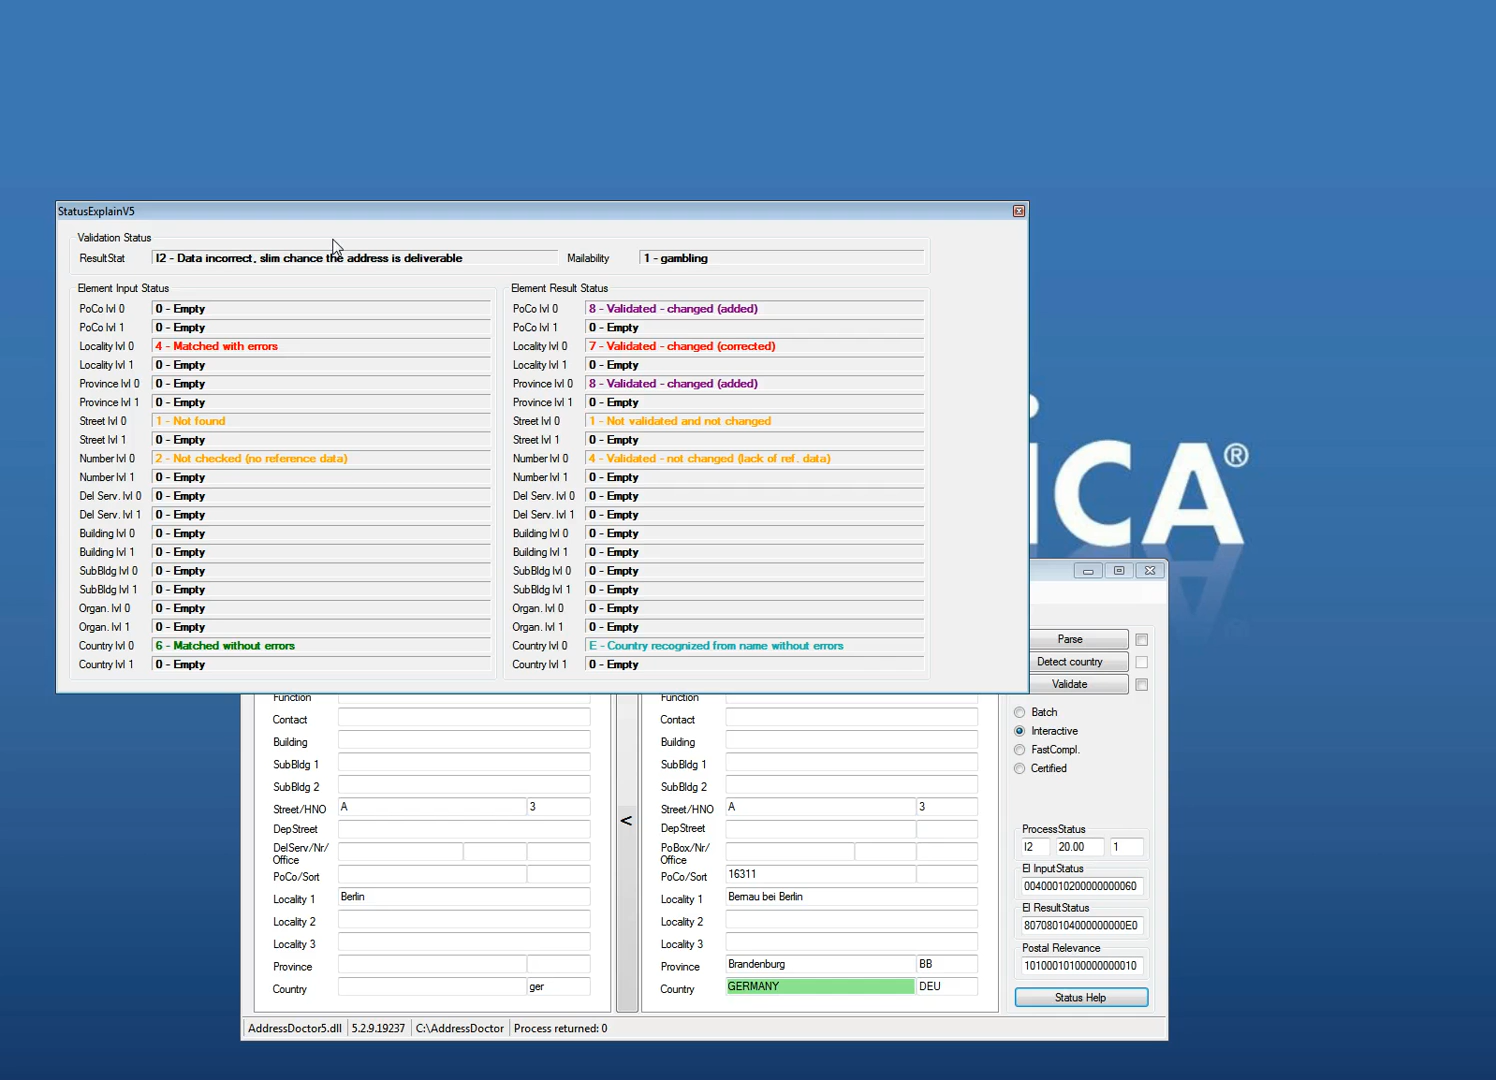 StatusExplainV5
Validation Status
ResultStat I2 - Data incorrect, slim chance the address is deliverable Mailability 1 - gambling
Element Input Status Element Result Status
PoCo lvl 0 0 - Empty PoCo lvl 0 8 - Validated - changed (added)
PoCo lvl 1 0 - Empty PoCo lvl 1 0 - Empty
Locality lvl 0 4 - Matched with errors Locality lvl 0 7 - Validated - changed (corrected)
Locality lvl 1 0 - Empty Locality lvl 1 0 - Empty
Province lvl 0 0 - Empty Province lvl 0 8 - Validated - changed (added)
Province lvl 1 0 - Empty Province lvl 1 0 - Empty
Street lvl 0 1 - Not found Street lvl 0 1 - Not validated and not changed
Street lvl 1 0 - Empty Street lvl 1 0 - Empty
Number lvl 0 2 - Not checked (no reference data) Number lvl 0 4 - Validated - not changed (lack of ref. data)
Number lvl 1 0 - Empty Number lvl 1 0 - Empty
Del Serv. lvl 0 0 - Empty Del Serv. lvl 0 0 - Empty
Del Serv. lvl 1 0 - Empty Del Serv. lvl 1 0 - Empty
Building lvl 0 0 - Empty Building lvl 0 0 - Empty
Building lvl 1 0 - Empty Building lvl 1 0 - Empty
SubBldg lvl 0 0 - Empty SubBldg lvl 0 0 - Empty
SubBldg lvl 1 0 - Empty SubBldg lvl 1 0 - Empty
Organ. lvl 0 0 - Empty Organ. lvl 0 0 - Empty
Organ. lvl 1 0 - Empty Organ. lvl 1 0 - Empty
Country lvl 0 6 - Matched without errors Country lvl 0 E - Country recognized from name without errors
Country lvl 1 0 - Empty Country lvl 1 0 - Empty
ICA®
Parse
Detect country
Validate
Batch
Interactive
FastCompl.
Certified
Function Function
Contact Contact
Building Building
SubBldg 1 SubBldg 1
SubBldg 2 SubBldg 2
Street/HNO A 3 Street/HNO A 3
DepStreet DepStreet
DelServ/Nr/ PoBox/Nr/
Office < Office
PoCo/Sort PoCo/Sort 16311
Locality 1 Berlin Locality 1 Bernau bei Berlin
Locality 2 Locality 2
Locality 3 Locality 3
Province Province Brandenburg BB
Country ger Country GERMANY DEU
ProcessStatus
I2 20.00 1
El InputStatus
00400010200000000060
El ResultStatus
807080104000000000E0
Postal Relevance
10100010100000000010
Status Help
AddressDoctor5.dll 5.2.9.19237 C:\AddressDoctor Process returned: 0